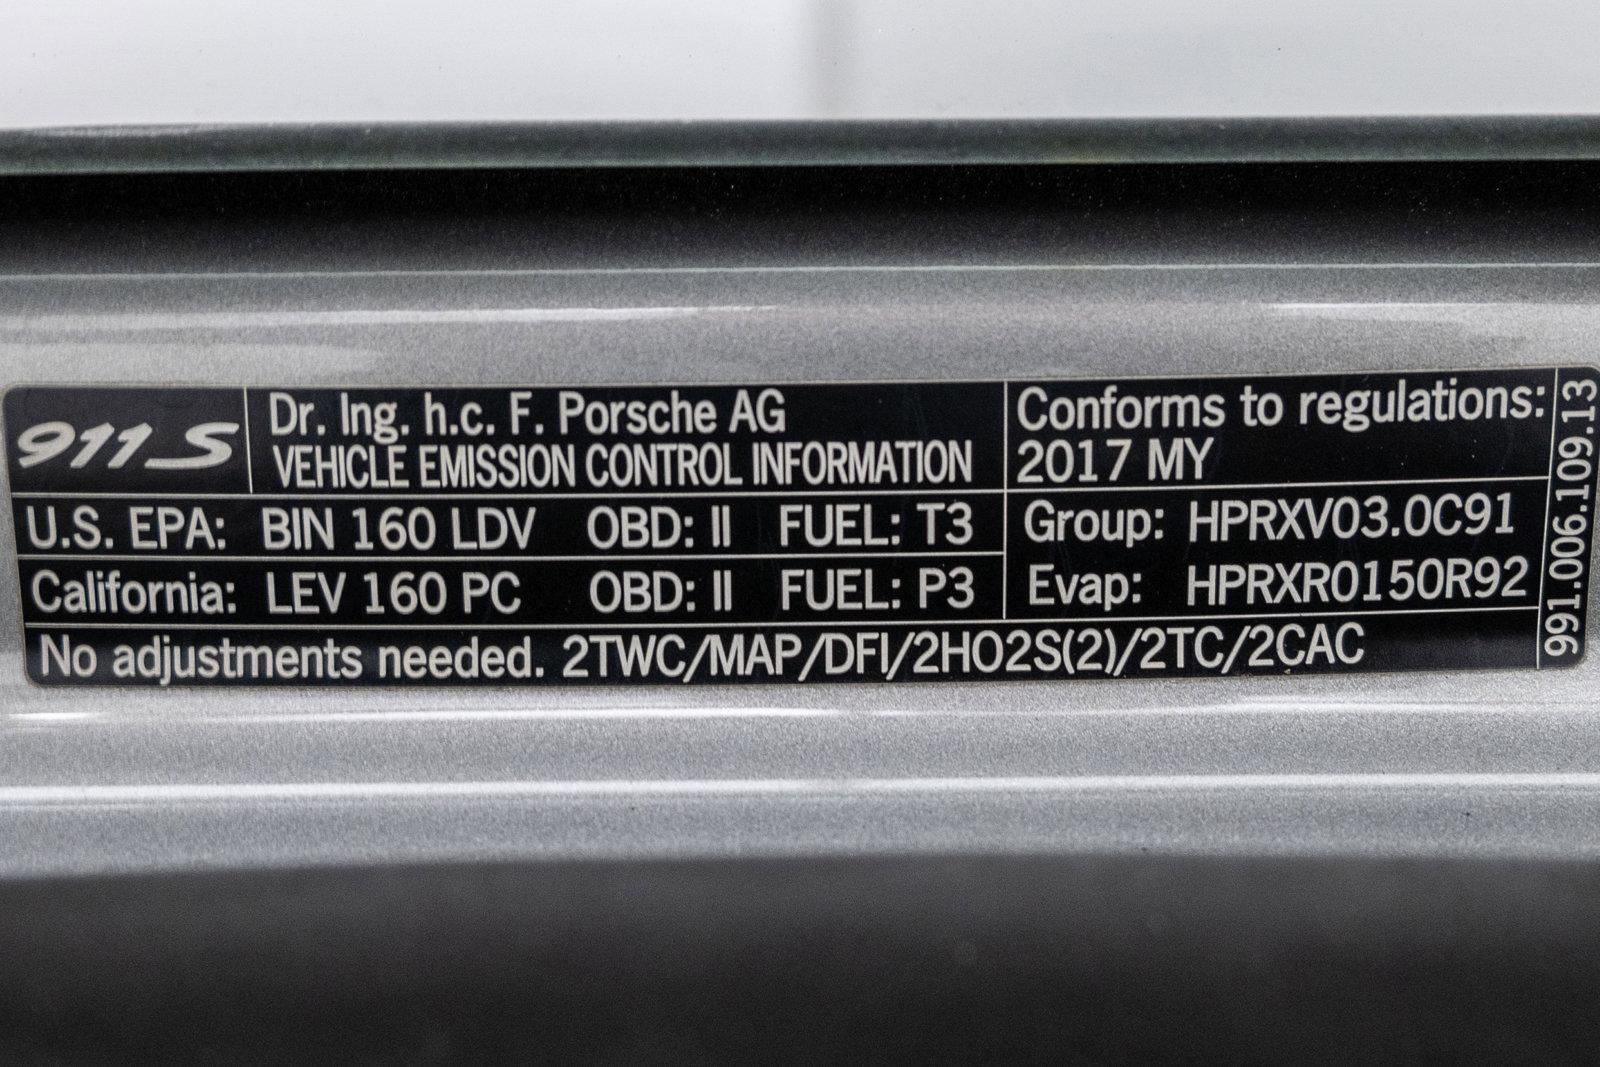 911 S
Dr. Ing. h.c. F. Porsche AG
VEHICLE EMISSION CONTROL INFORMATION
Conforms to regulations:
2017 MY
U.S. EPA: BIN 160 LDV OBD: II FUEL: T3
California: LEV 160 PC OBD: II FUEL: P3
Group: HPRXV03.0C91
Evap: HPRXR0150R92
No adjustments needed. 2TWC/MAP/DFI/2HO2S(2)/2TC/2CAC
991.006.109.13